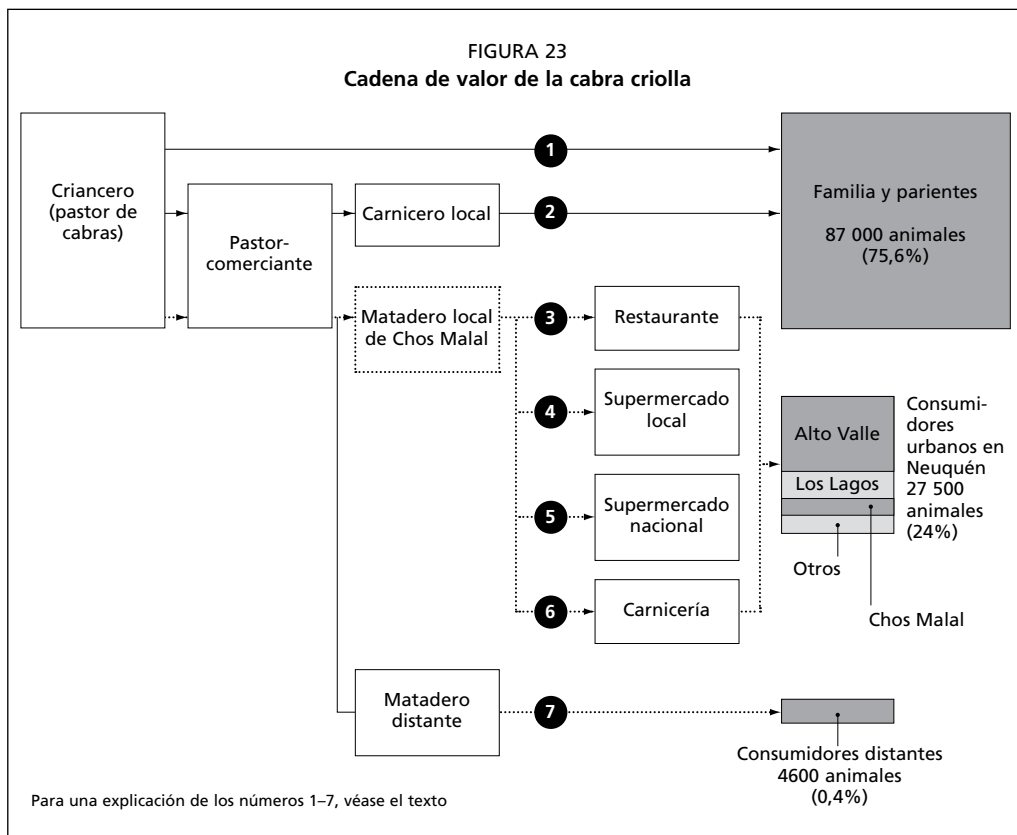 FIGURA 23
Cadena de valor de la cabra criolla
1
Criancero
(pastor de
cabras)
Pastor-
comerciante
Carnicero local
2
Familia y parientes
87 000 animales
(75,6%)
Matadero local
de Chos Malal
3
Restaurante
4
Supermercado
local
5
Supermercado
nacional
6
Carnicería
Alto Valle
Los Lagos
Otros
Chos Malal
Consumi-
dores
urbanos en
Neuquén
27 500
animales
(24%)
Matadero
distante
7
Consumidores distantes
4600 animales
(0,4%)
Para una explicación de los números 1–7, véase el texto